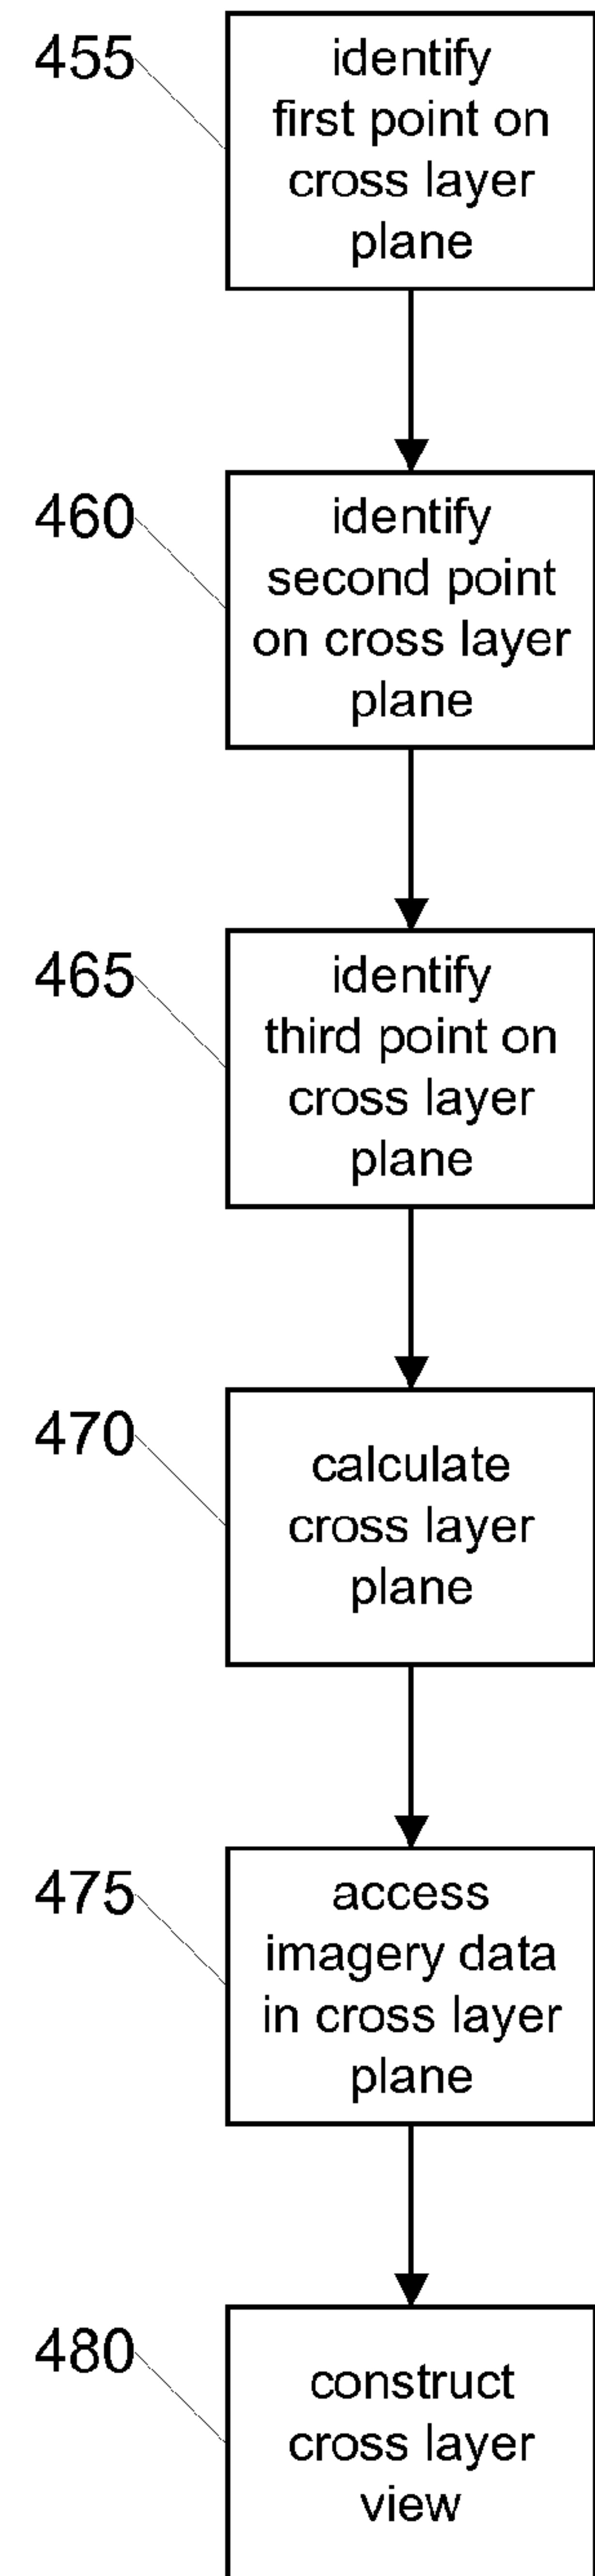 455
identify
first point on
cross layer
plane
460
identify
second point
on cross layer
plane
465
identify
third point on
cross layer
plane
470
calculate
cross layer
plane
475
access
imagery data
in cross layer
plane
480
construct
cross layer
view